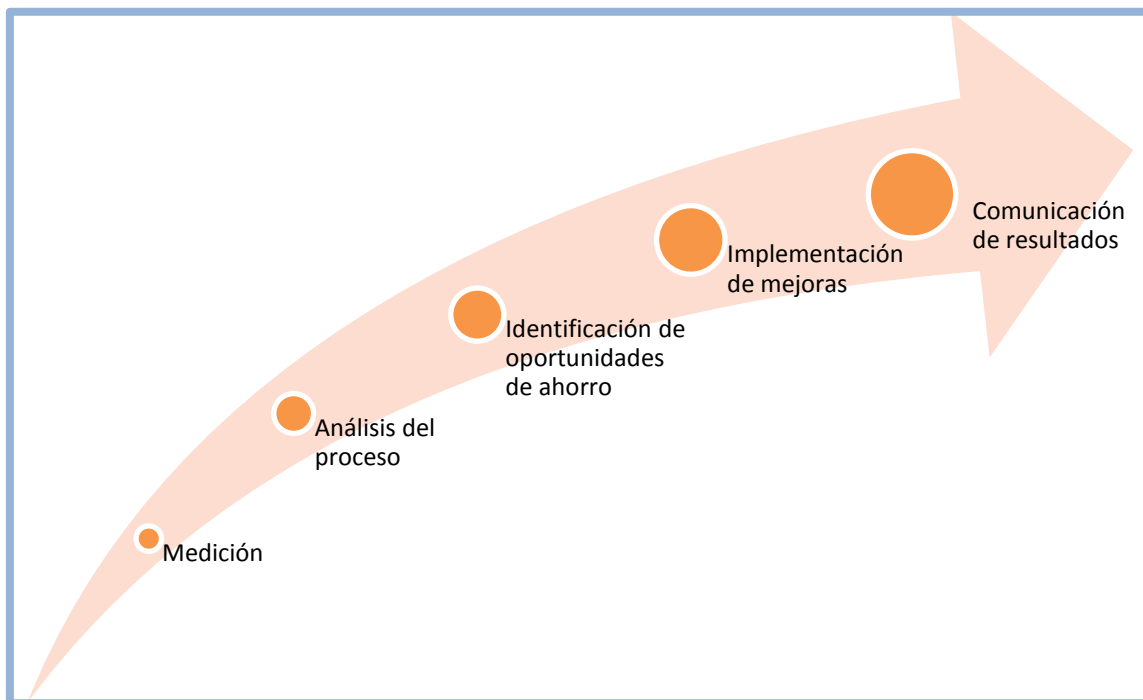 Medición
Análisis del
proceso
Identificación de
oportunidades
de ahorro
Implementación
de mejoras
Comunicación
de resultados